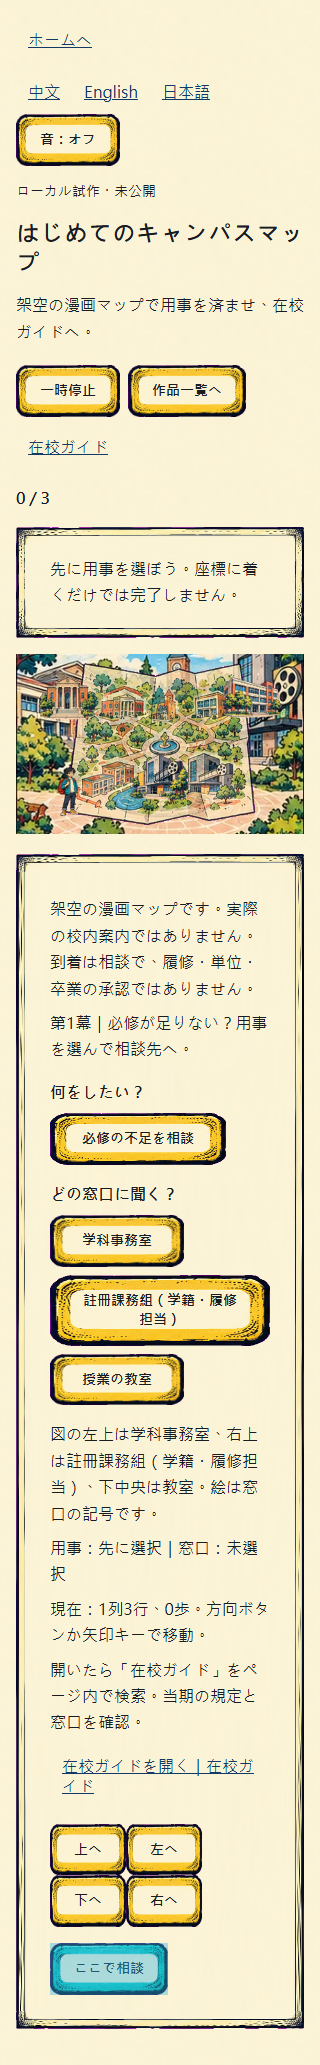 ホームへ
中文 English 日本語
音：オフ
ローカル試作・未公開
はじめてのキャンパスマッ
プ
架空の漫画マップで用事を済ませ、在校
ガイドへ。
一時停止 作品一覧へ
在校ガイド
0 / 3
先に用事を選ぼう。座標に着
くだけでは完了しません。
架空の漫画マップです。実際
の校内案内ではありません。
到着は相談で、履修・単位・
卒業の承認ではありません。
第1幕｜必修が足りない？用事
を選んで相談先へ。
何をしたい？
必修の不足を相談
どの窓口に聞く？
学科事務室
註冊課務組（学籍・履修
担当）
授業の教室
図の左上は学科事務室、右上
は註冊課務組（学籍・履修担
当）、下中央は教室。絵は窓
口の記号です。
用事：先に選択｜窓口：未選
択
現在：1列3行、0歩。方向ボタ
ンか矢印キーで移動。
開いたら「在校ガイド」をペ
ージ内で検索。当期の規定と
窓口を確認。
在校ガイドを開く｜在校ガ
イド
上へ 左へ
下へ 右へ
ここで相談